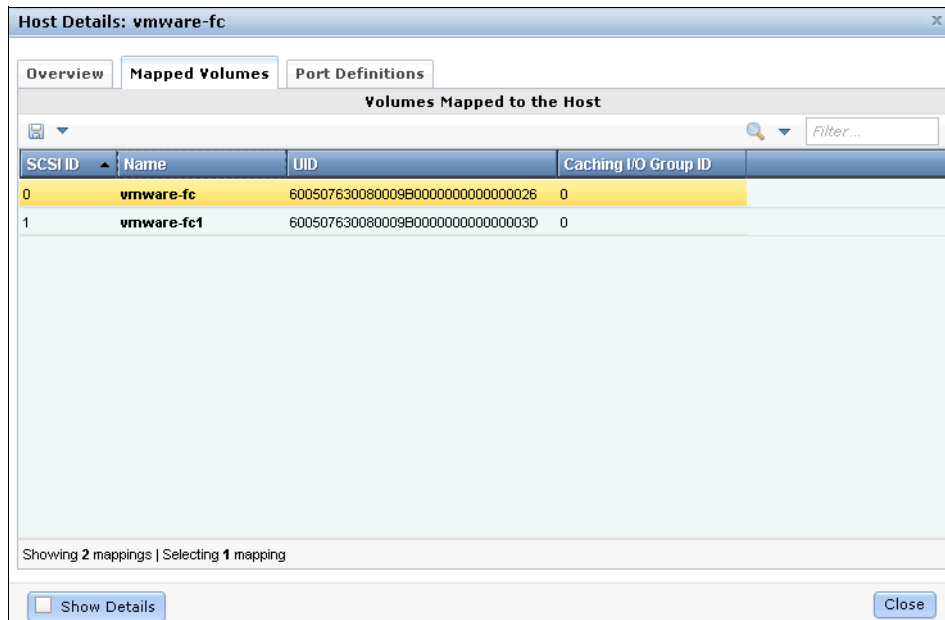 Host Details: vmware-fc x
Overview Mapped Volumes Port Definitions
Volumes Mapped to the Host
Filter...
SCSI ID Name UID Caching I/O Group ID
0 vmware-fc 600507630080009B0000000000000026 0
1 vmware-fc1 600507630080009B000000000000003D 0
Showing 2 mappings | Selecting 1 mapping
Show Details Close